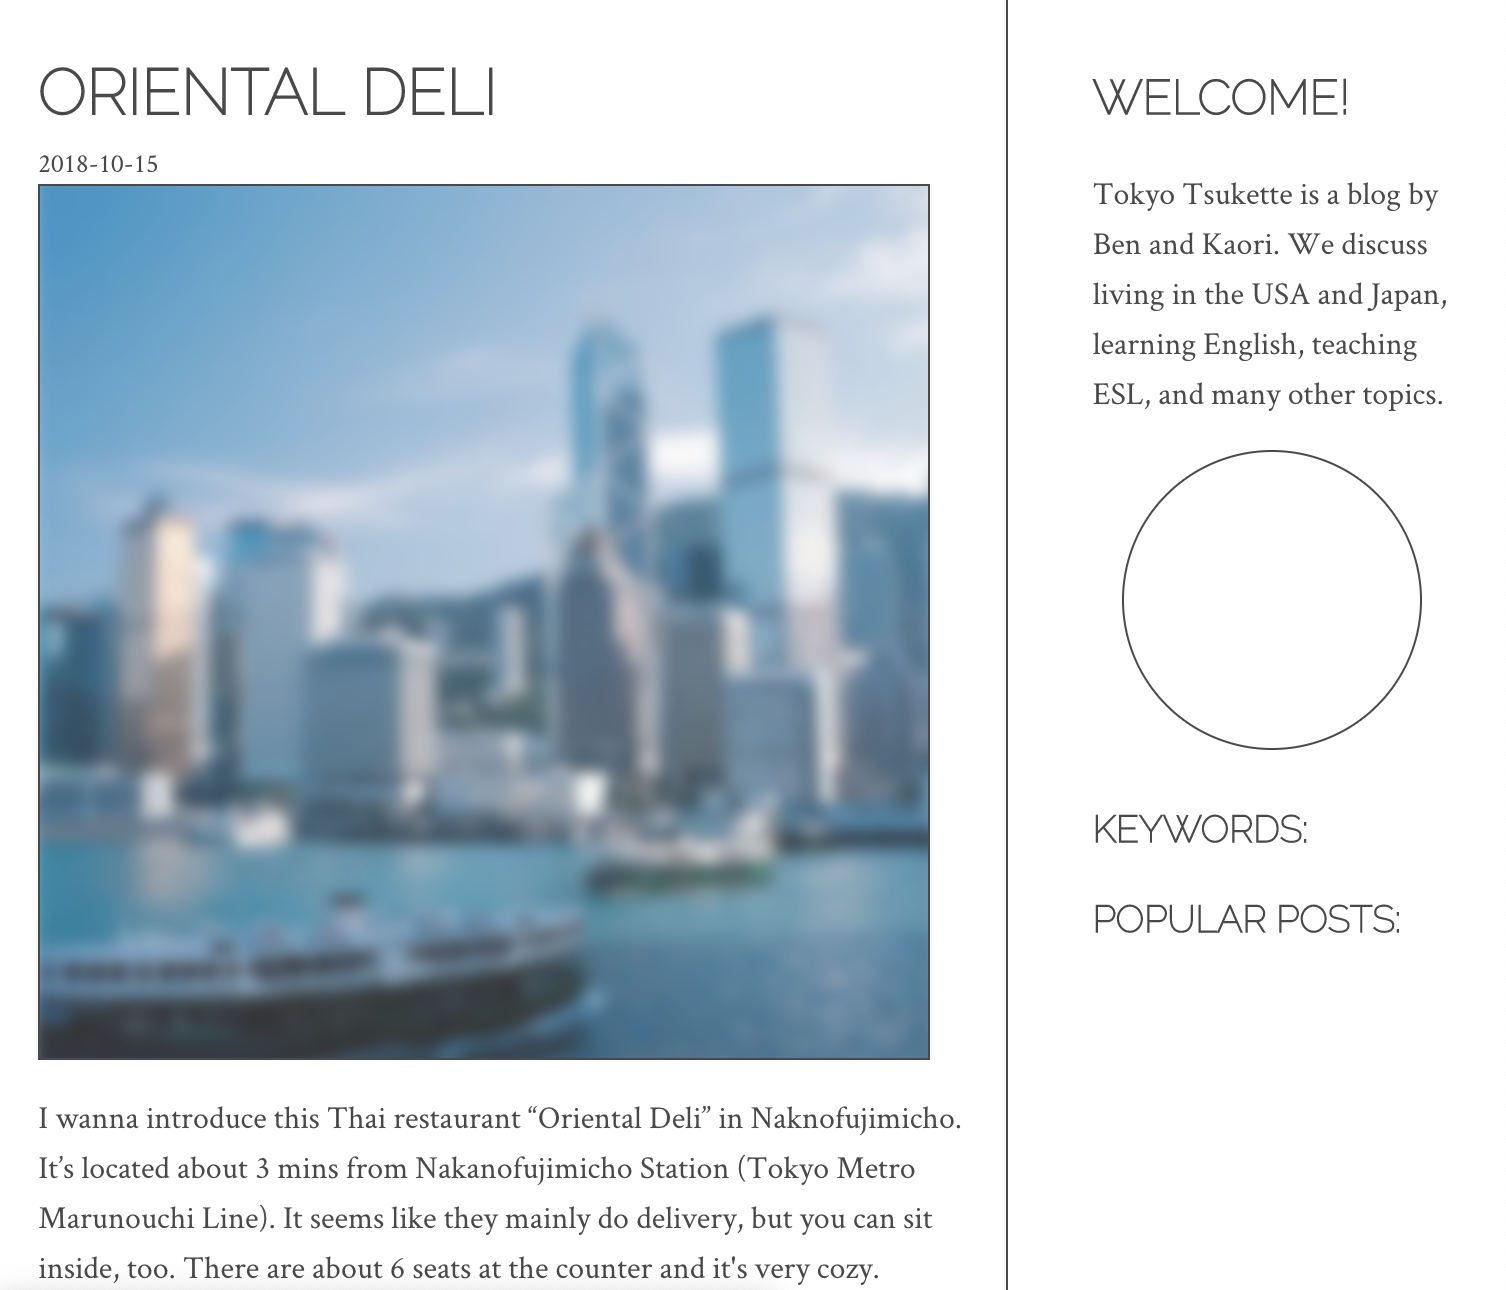 ORIENTAL DELI
2018-10-15
I wanna introduce this Thai restaurant “Oriental Deli” in Naknofujimicho.
It’s located about 3 mins from Nakanofujimicho Station (Tokyo Metro
Marunouchi Line). It seems like they mainly do delivery, but you can sit
inside, too. There are about 6 seats at the counter and it's very cozy.
WELCOME!
Tokyo Tsukette is a blog by
Ben and Kaori. We discuss
living in the USA and Japan,
learning English, teaching
ESL, and many other topics.
KEYWORDS:
POPULAR POSTS: